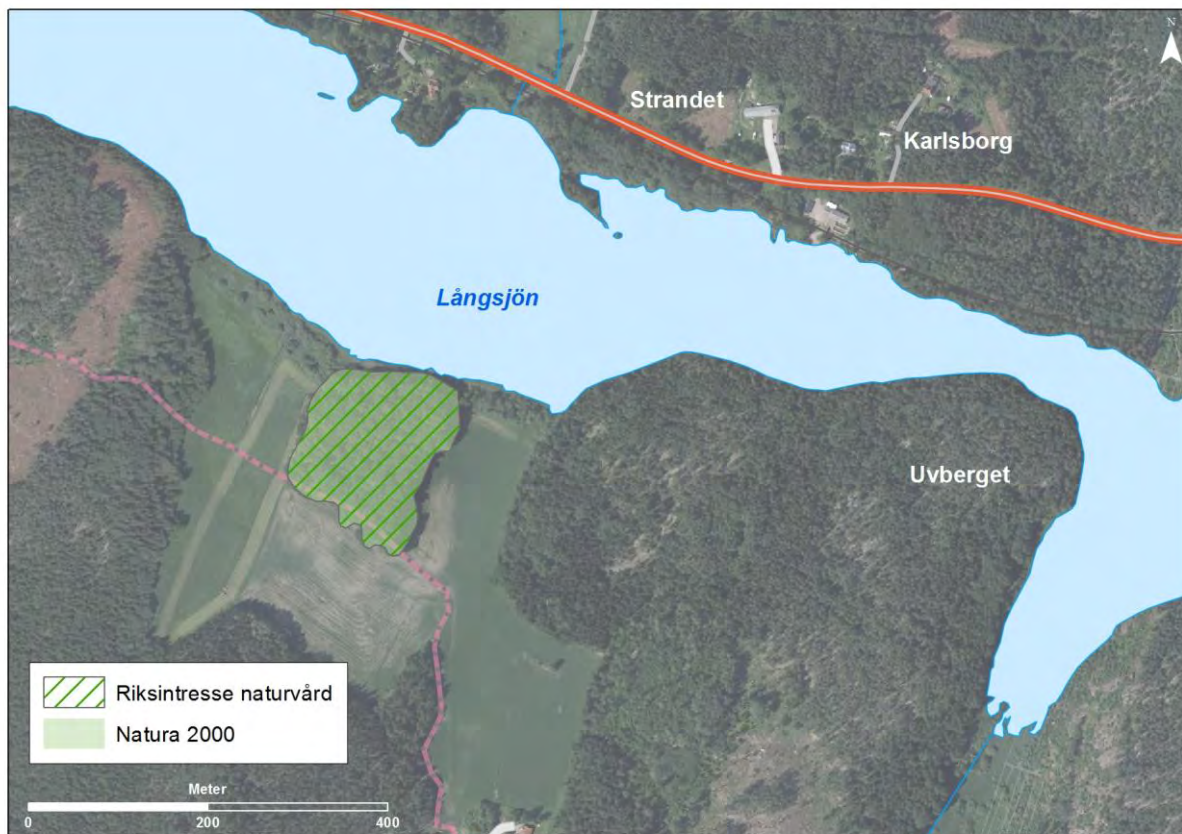 N
Strandet
Karlsborg
Långsjön
Uvberget
Riksintresse naturvård
Natura 2000
Meter
0 200 400